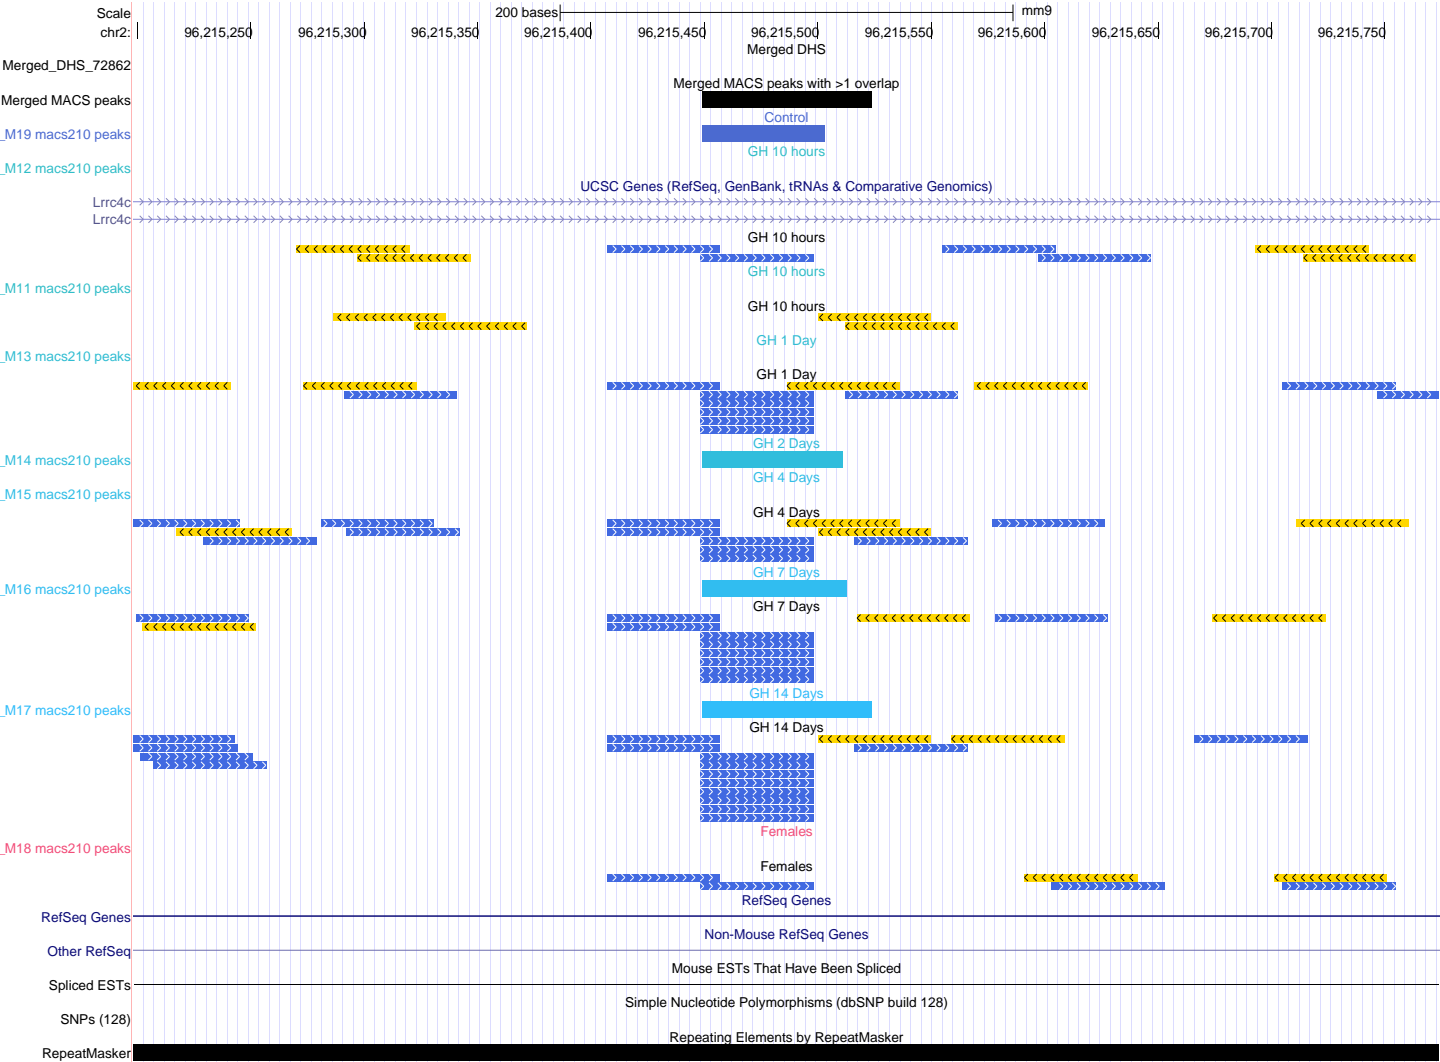 Scale 200 bases mm9
chr2: 96,215,250 96,215,300 96,215,350 96,215,400 96,215,450 96,215,500 96,215,550 96,215,600 96,215,650 96,215,700 96,215,750
Merged DHS
Merged_DHS_72862
Merged MACS peaks with >1 overlap
Merged MACS peaks
Control
_M19 macs210 peaks
GH 10 hours
_M12 macs210 peaks
UCSC Genes (RefSeq, GenBank, tRNAs & Comparative Genomics)
Lrrc4c
Lrrc4c
GH 10 hours
GH 10 hours
_M11 macs210 peaks
GH 10 hours
GH 1 Day
_M13 macs210 peaks
GH 1 Day
GH 2 Days
_M14 macs210 peaks
GH 4 Days
_M15 macs210 peaks
GH 4 Days
GH 7 Days
_M16 macs210 peaks
GH 7 Days
GH 14 Days
_M17 macs210 peaks
GH 14 Days
Females
_M18 macs210 peaks
Females
RefSeq Genes
RefSeq Genes
Non-Mouse RefSeq Genes
Other RefSeq
Mouse ESTs That Have Been Spliced
Spliced ESTs
Simple Nucleotide Polymorphisms (dbSNP build 128)
SNPs (128)
Repeating Elements by RepeatMasker
RepeatMasker